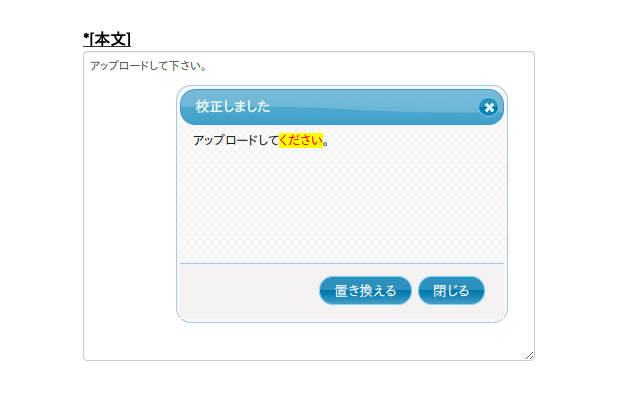 *[本文]
アップロードして下さい。
校正しました
アップロードしてください。
置き換える 閉じる